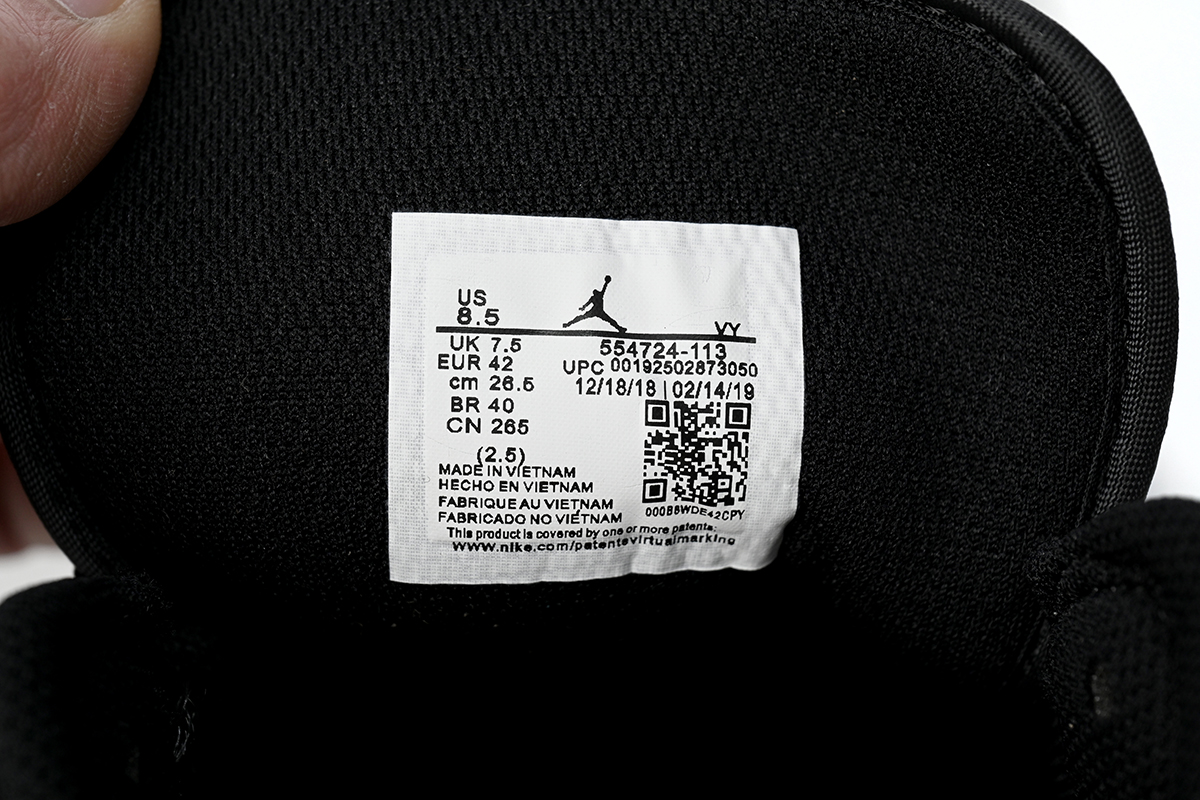 US
8.5
VY
UK 7.5
EUR 42
cm 26.5
BR 40
CN 265
(2.5)
554724-113
UPC 00192502873050
12/18/18 | 02/14/19
000BBWDE42CPY
MADE IN VIETNAM
HECHO EN VIETNAM
FABRIQUE AU VIETNAM
FABRICADO NO VIETNAM
This product is covered by one or more patents:
www.nike.com/patentsvirtualmarking